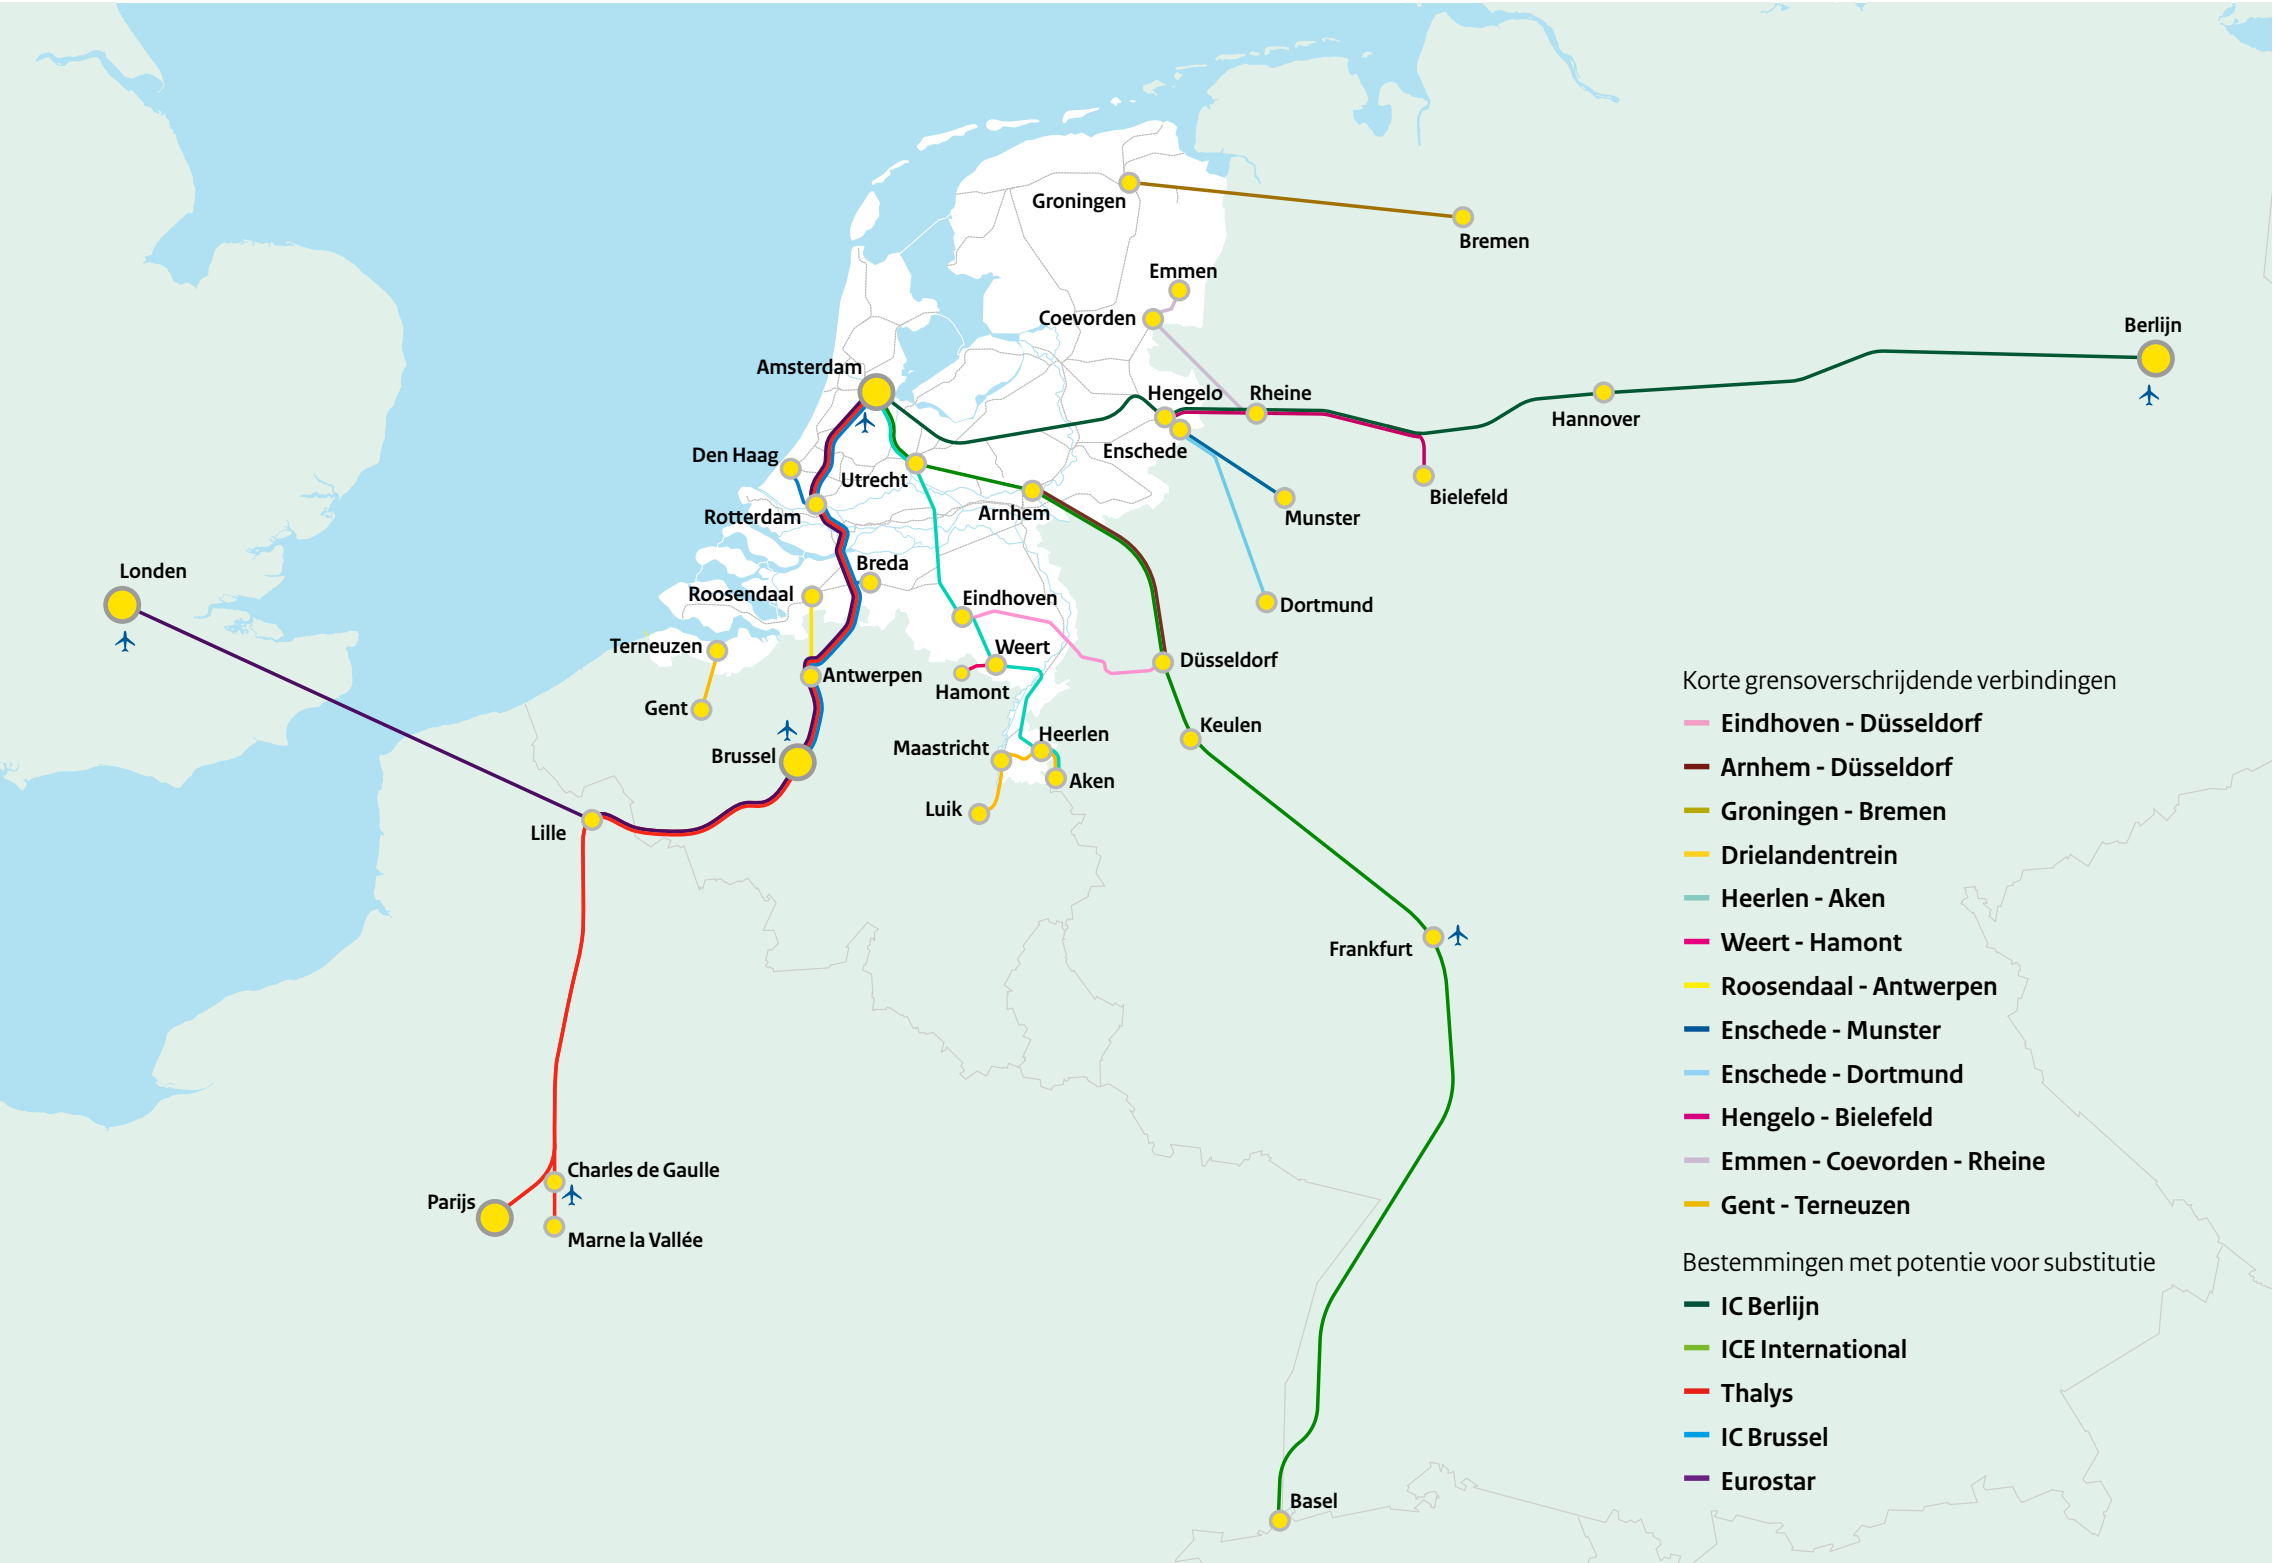 Groningen
Bremen
Emmen
Coevorden
Berlijn
Amsterdam
Hengelo
Rheine
Hannover
Den Haag
Enschede
Utrecht
Bielefeld
Rotterdam
Arnhem
Munster
Londen
Breda
Roosendaal
Eindhoven
Dortmund
Terneuzen
Weert
Düsseldorf
Antwerpen
Hamont
Gent
Keulen
Heerlen
Maastricht
Brussel
Aken
Luik
Lille
Frankfurt
Charles de Gaulle
Parijs
Marne la Vallée
Basel
Korte grensoverschrijdende verbindingen
Eindhoven - Düsseldorf
Arnhem - Düsseldorf
Groningen - Bremen
Drielandentrein
Heerlen - Aken
Weert - Hamont
Roosendaal - Antwerpen
Enschede - Munster
Enschede - Dortmund
Hengelo - Bielefeld
Emmen - Coevorden - Rheine
Gent - Terneuzen
Bestemmingen met potentie voor substitutie
IC Berlijn
ICE International
Thalys
IC Brussel
Eurostar